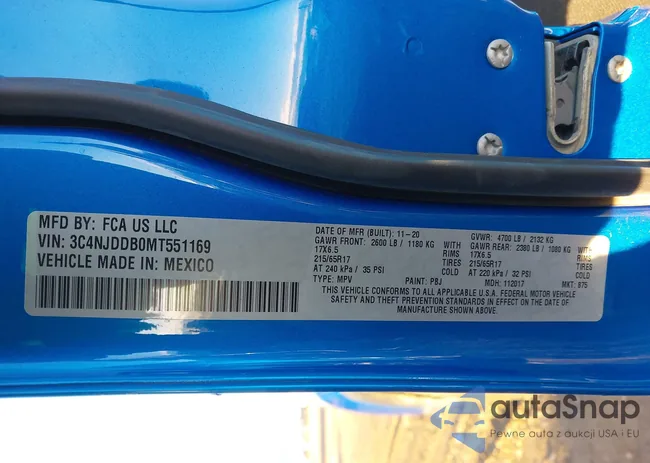 MFD BY: FCA US LLC
VIN: 3C4NJDDB0MT551169
VEHICLE MADE IN: MEXICO
DATE OF MFR (BUILT): 11-20 GVWR: 4700 LB / 2132 KG
GAWR FRONT: 2600 LB / 1180 KG WITH GAWR REAR: 2380 LB / 1080 KG WITH
17X6.5 RIMS 17X6.5 RIMS
215/65R17 TIRES 215/65R17 TIRES
AT 240 kPa / 35 PSI COLD AT 220 kPa / 32 PSI COLD
TYPE: MPV PAINT: PBJ MDH: 112017 MKT: B75
THIS VEHICLE CONFORMS TO ALL APPLICABLE U.S.A. FEDERAL MOTOR VEHICLE
SAFETY AND THEFT PREVENTION STANDARDS IN EFFECT ON THE DATE OF
MANUFACTURE SHOWN ABOVE.
autoSnap
Pewne auta z aukcji USA i EU